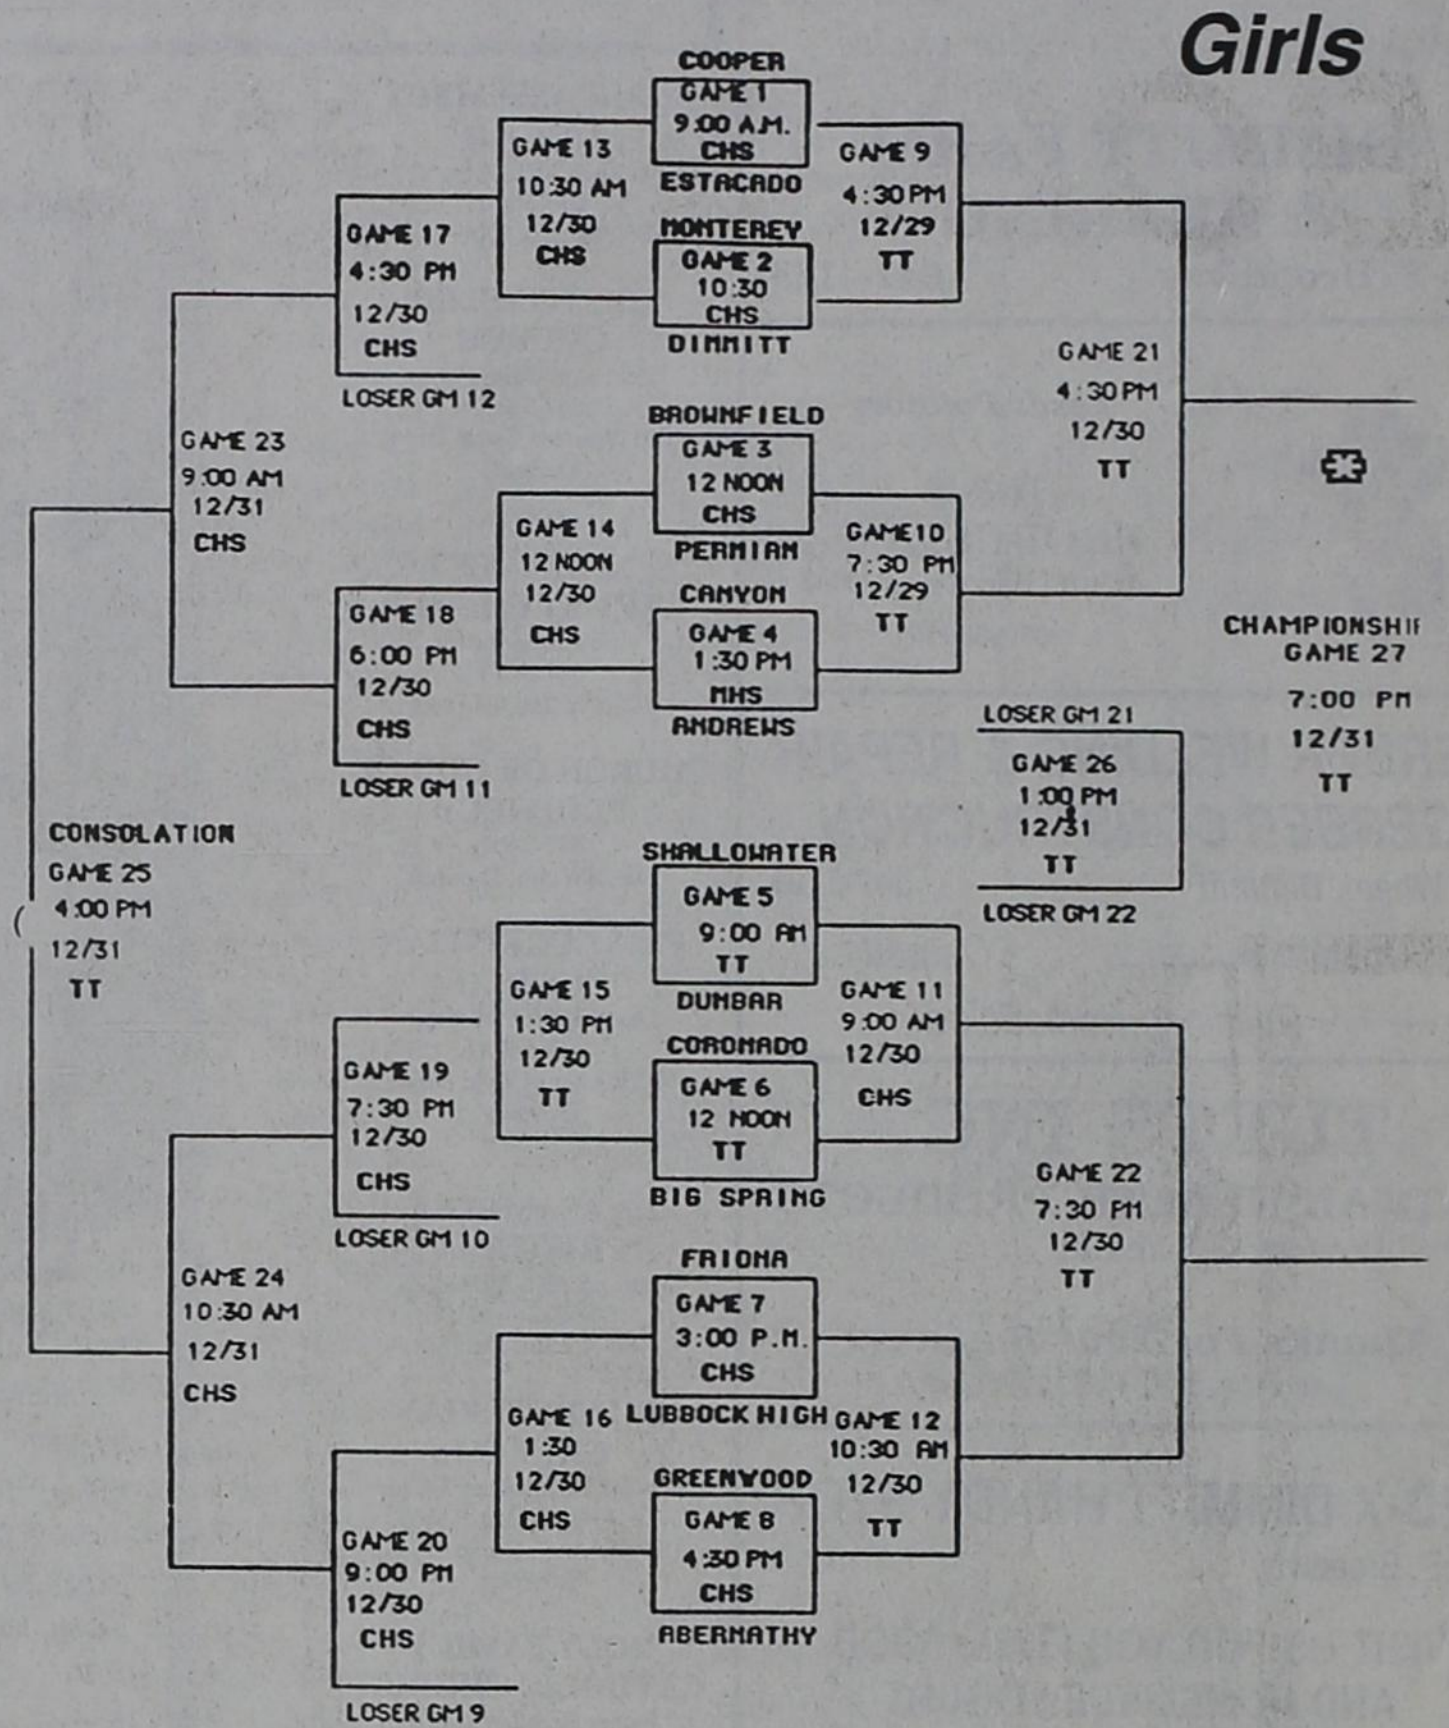 Girls
COOPER
GAME 1
9:00 A.M.
CHS
ESTACADO
MONTEREY
GAME 2
10:30
CHS
DIMMITT
BROWNFIELD
GAME 3
12 NOON
CHS
PERMIAN
CANYON
GAME 4
1:30 PM
MHS
ANDREWS
SHALLOWATER
GAME 5
9:00 AM
TT
DUNBAR
CORONADO
GAME 6
12 NOON
TT
BIG SPRING
FRIONA
GAME 7
3:00 P.M.
CHS
LUBBOCK HIGH
GREENWOOD
GAME 8
4:30 PM
CHS
ABERNATHY
GAME 9
4:30 PM
12/29
TT
GAME 10
7:30 PM
12/29
TT
GAME 11
9:00 AM
12/30
CHS
GAME 12
10:30 AM
12/30
TT
GAME 21
4:30 PM
12/30
TT
GAME 22
7:30 PM
12/30
TT
LOSER GM 21
GAME 26
1:00 PM
12/31
TT
LOSER GM 22
CHAMPIONSHIP
GAME 27
7:00 PM
12/31
TT
GAME 13
10:30 AM
12/30
CHS
GAME 14
12 NOON
12/30
CHS
GAME 15
1:30 PM
12/30
TT
GAME 16
1:30
12/30
CHS
GAME 17
4:30 PM
12/30
CHS
LOSER GM 12
GAME 18
6:00 PM
12/30
CHS
LOSER GM 11
GAME 19
7:30 PM
12/30
CHS
LOSER GM 10
GAME 20
9:00 PM
12/30
CHS
LOSER GM 9
GAME 23
9:00 AM
12/31
CHS
GAME 24
10:30 AM
12/31
CHS
CONSOLATION
GAME 25
4:00 PM
12/31
TT